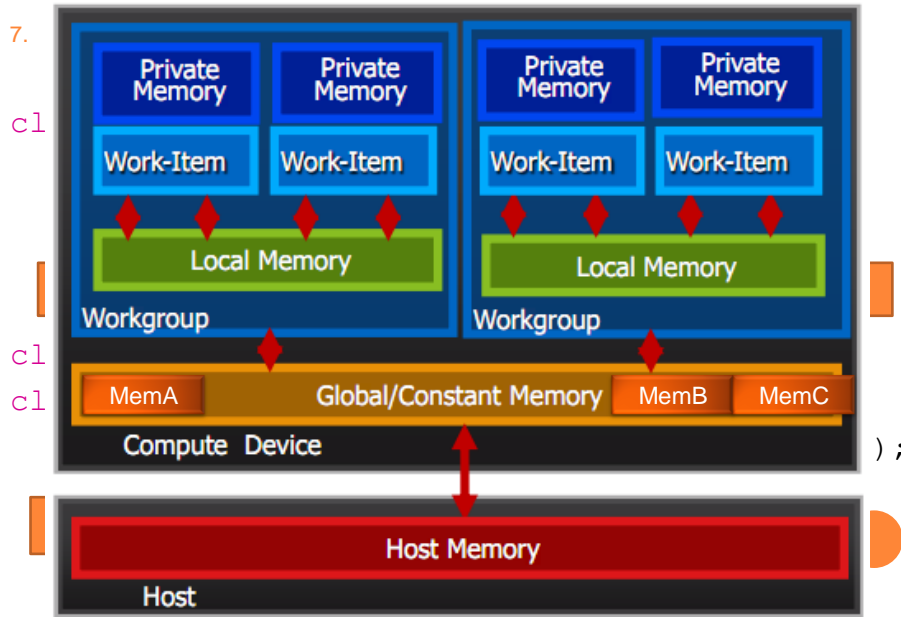 7.
Private Memory
Private Memory
Private Memory
Private Memory
cl
Work-Item
Work-Item
Work-Item
Work-Item
Local Memory
Local Memory
Workgroup
Workgroup
cl
cl
MemA
Global/Constant Memory
MemB
MemC
Compute Device
);
Host Memory
Host